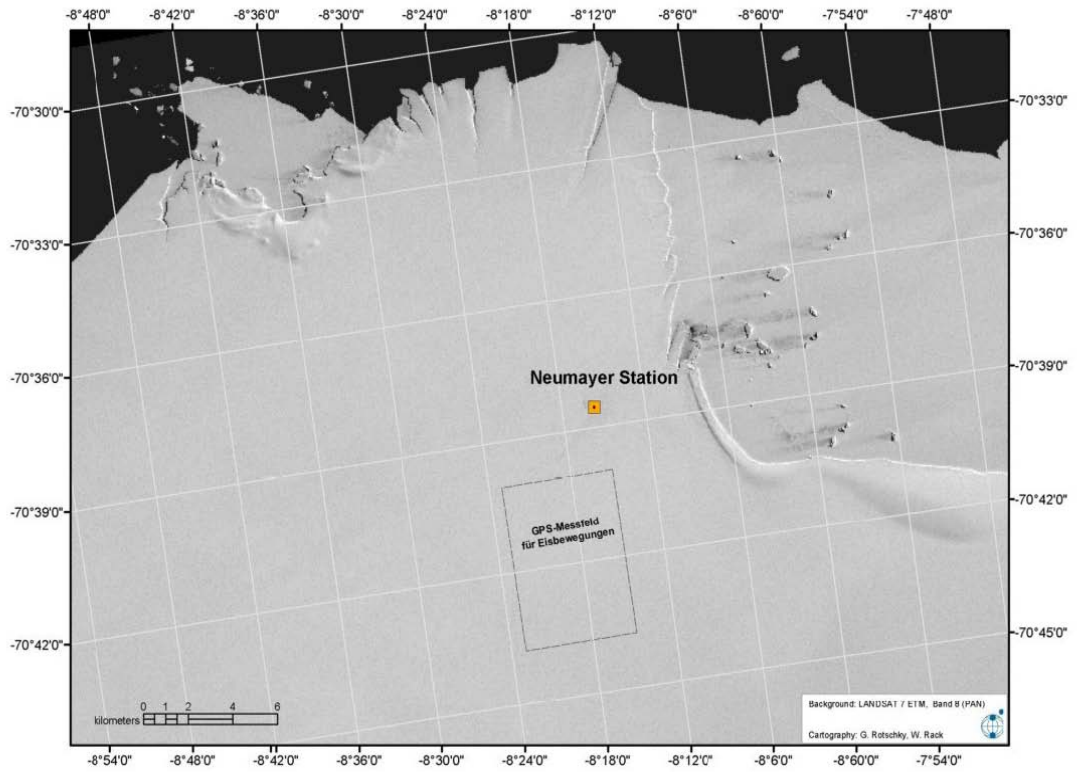 -8°48'0" -8°42'0" -8°36'0" -8°30'0" -8°24'0" -8°18'0" -8°12'0" -8°6'0" -8°60'0" -7°54'0" -7°48'0"
-70°30'0"
-70°33'0"
-70°33'0"
-70°36'0"
-70°39'0"
Neumayer Station
-70°36'0"
-70°42'0"
-70°39'0"
GPS-Messfeld
für Eisbewegungen
-70°45'0"
-70°42'0"
0 1 2 4 6
kilometers
Background: LANDSAT 7 ETM, Band 8 (PAN)
Cartography: G. Rotschky, W. Rack
-8°54'0" -8°48'0" -8°42'0" -8°36'0" -8°30'0" -8°24'0" -8°18'0" -8°12'0" -8°6'0" -8°60'0" -7°54'0"